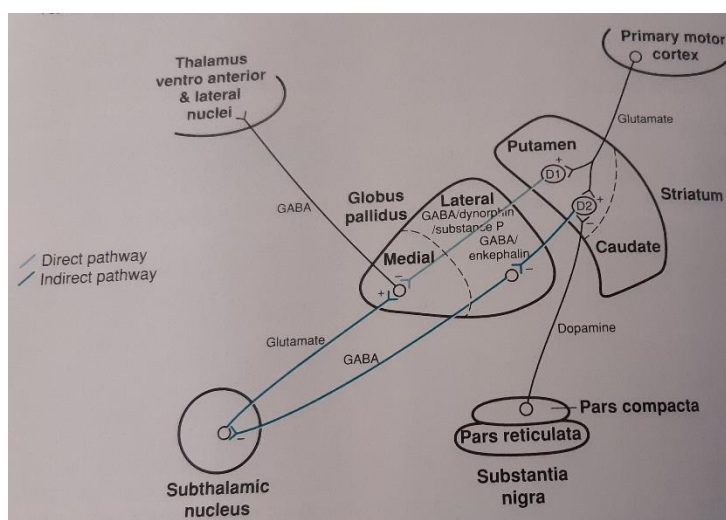 Thalamus
ventro anterior
& lateral
nuclei
Primary motor
cortex
Glutamate
Putamen
+
D1
D2
+
−
Striatum
Caudate
GABA
Globus
pallidus
Lateral
GABA/dynorphin
/substance P
GABA/
enkephalin
Medial
−
−
+
Direct pathway
Indirect pathway
Glutamate
GABA
Dopamine
Pars compacta
Pars reticulata
−
Subthalamic
nucleus
Substantia
nigra